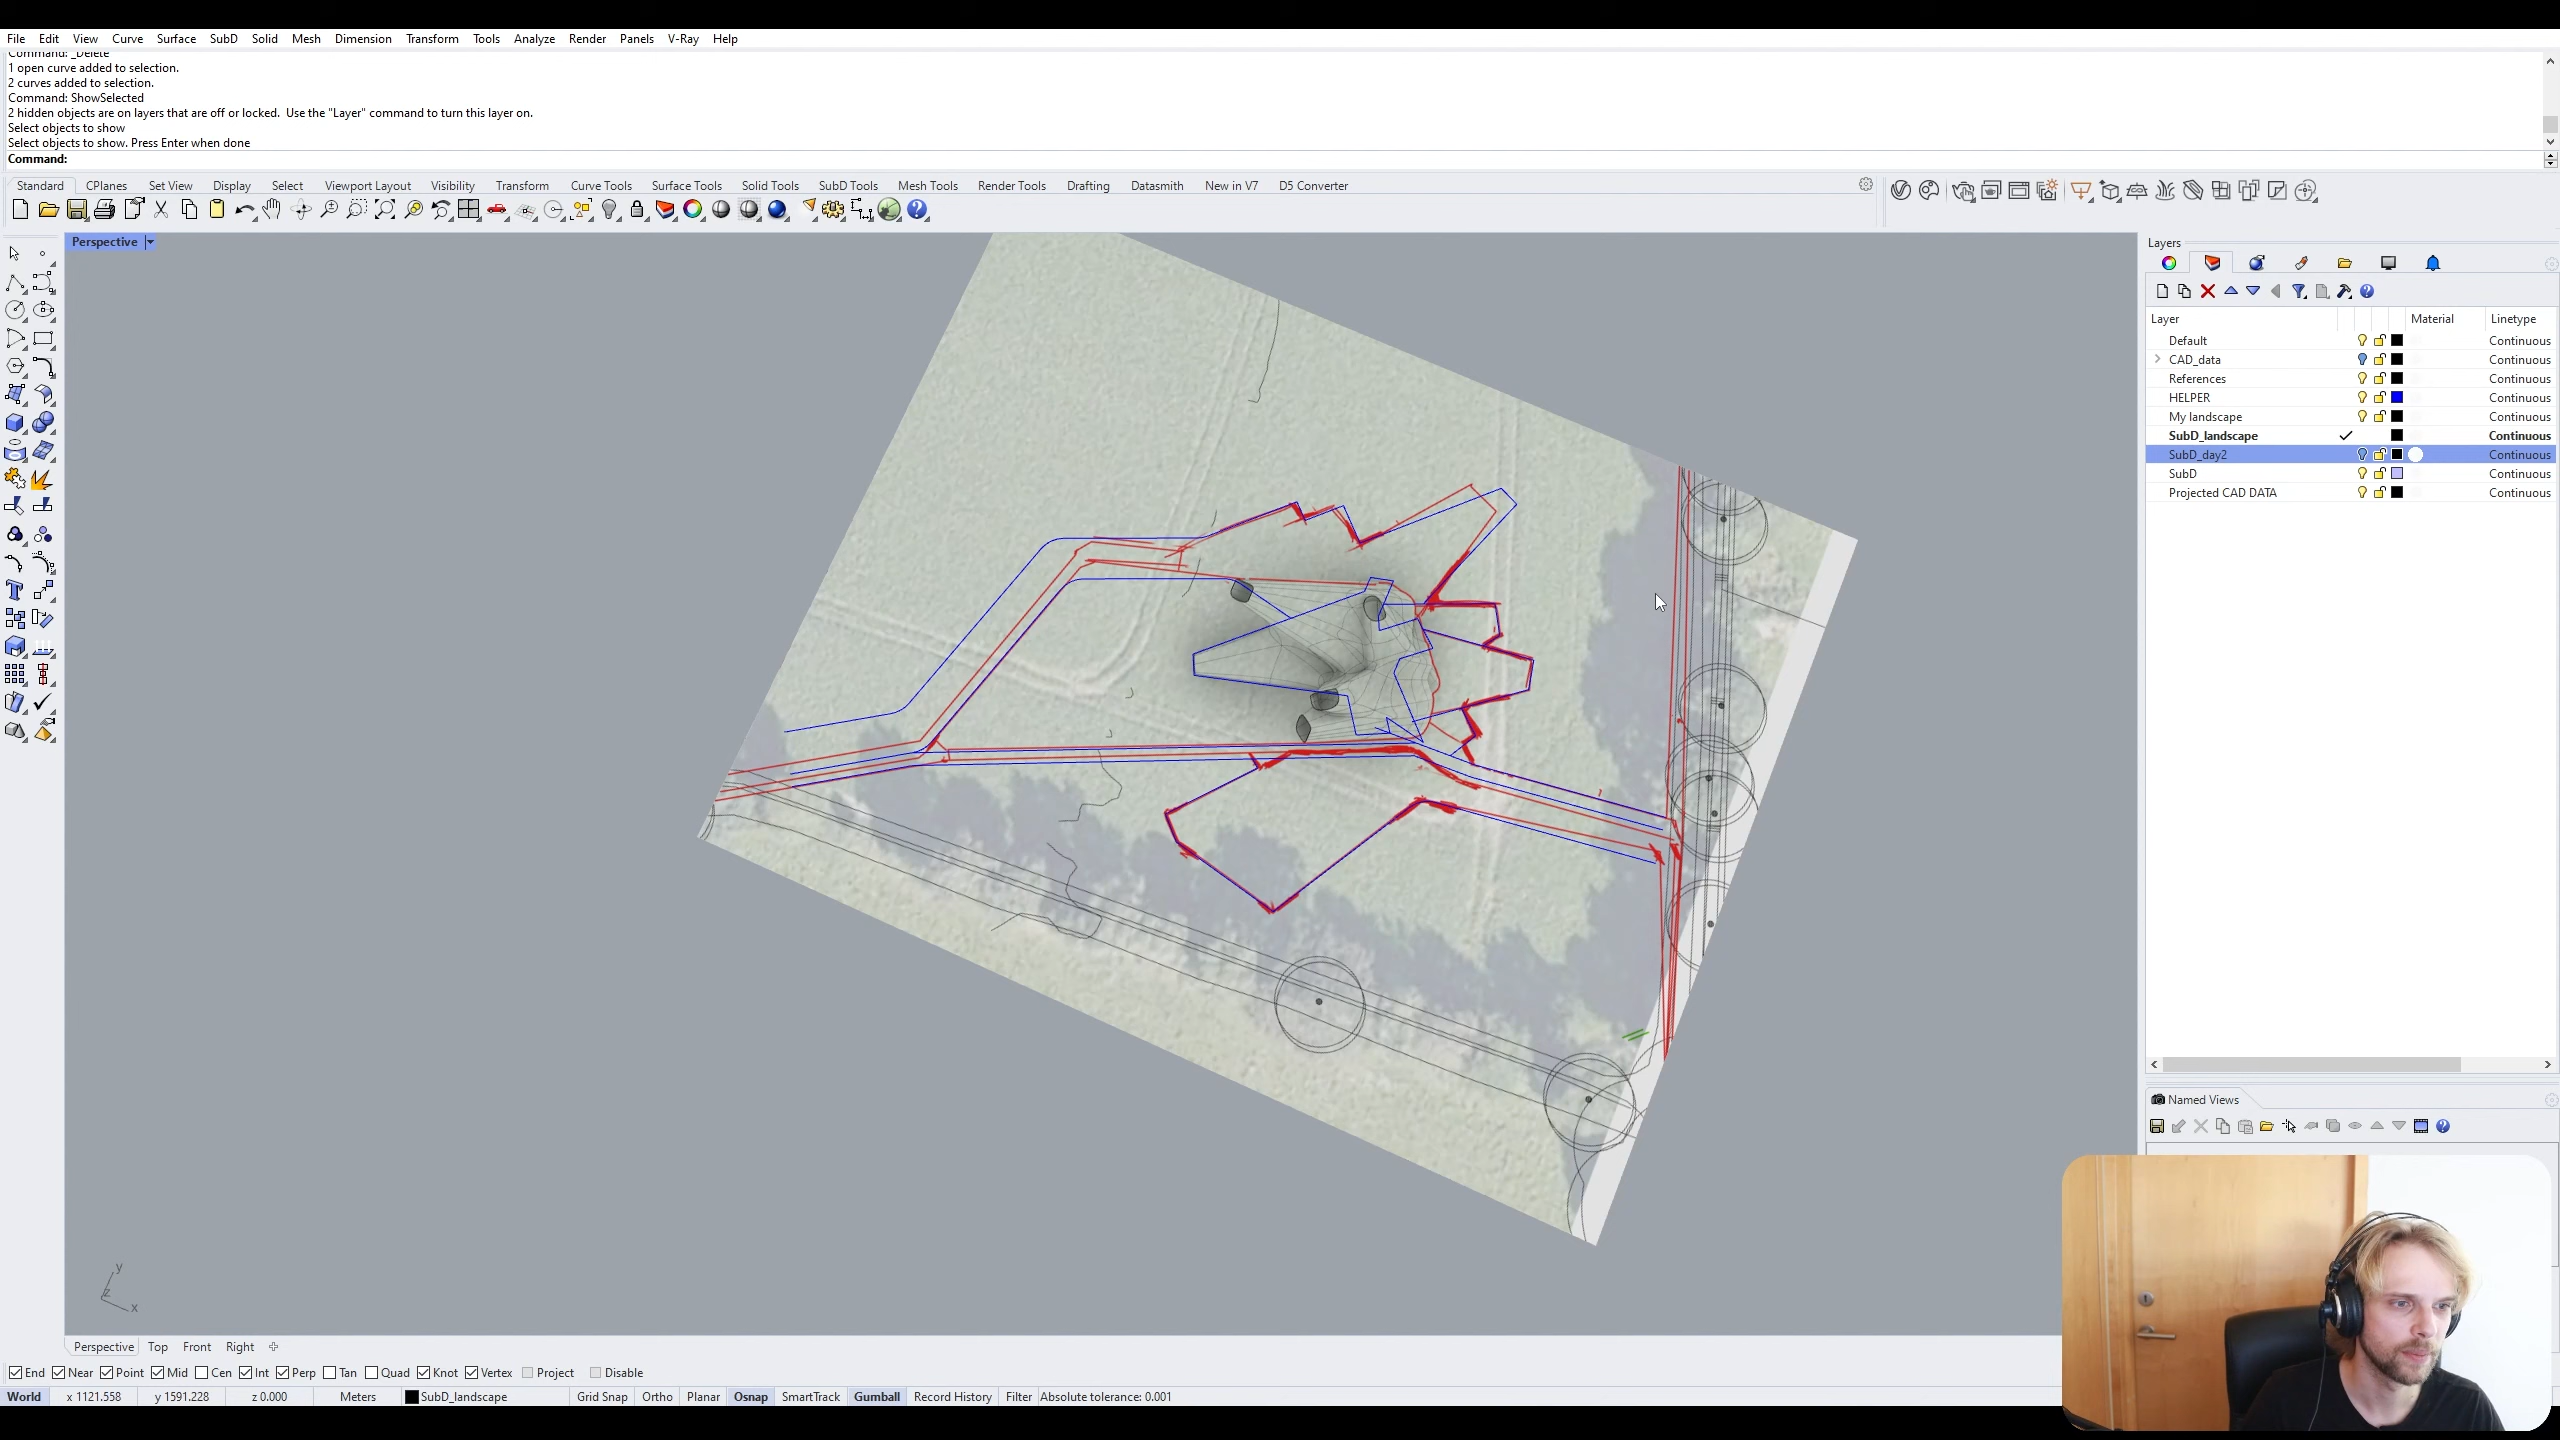 File Edit View Curve Surface SubD Solid Mesh Dimension Transform Tools Analyze Render Panels V-Ray Help
Command: _Delete
1 open curve added to selection.
2 curves added to selection.
Command: ShowSelected
2 hidden objects are on layers that are off or locked.  Use the "Layer" command to turn this layer on.
Select objects to show
Select objects to show. Press Enter when done
Command:
Standard CPlanes Set View Display Select Viewport Layout Visibility Transform Curve Tools Surface Tools Solid Tools SubD Tools Mesh Tools Render Tools Drafting Datasmith New in V7 D5 Converter
Perspective
Layers
Layer Material Linetype
Default Continuous
CAD_data Continuous
References Continuous
HELPER Continuous
My landscape Continuous
SubD_landscape Continuous
SubD_day2 Continuous
SubD Continuous
Projected CAD DATA Continuous
Named Views
y
z
x
Perspective Top Front Right
End Near Point Mid Cen Int Perp Tan Quad Knot Vertex Project Disable
World x 1121.558 y 1591.228 z 0.000 Meters SubD_landscape Grid Snap Ortho Planar Osnap SmartTrack Gumball Record History Filter Absolute tolerance: 0.001